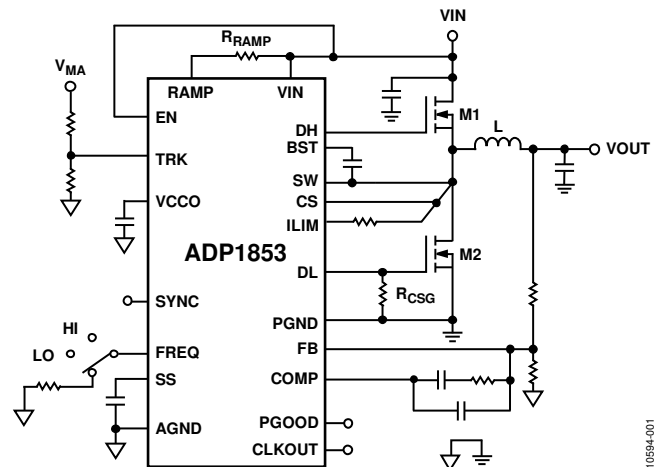 VIN
RRAMP
VMA
RAMP
VIN
EN
M1
DH
L
BST
VOUT
TRK
SW
CS
VCCO
ILIM
ADP1853
M2
DL
RCSG
SYNC
HI
PGND
LO
FREQ
FB
SS
COMP
AGND
PGOOD
CLKOUT
10594-001